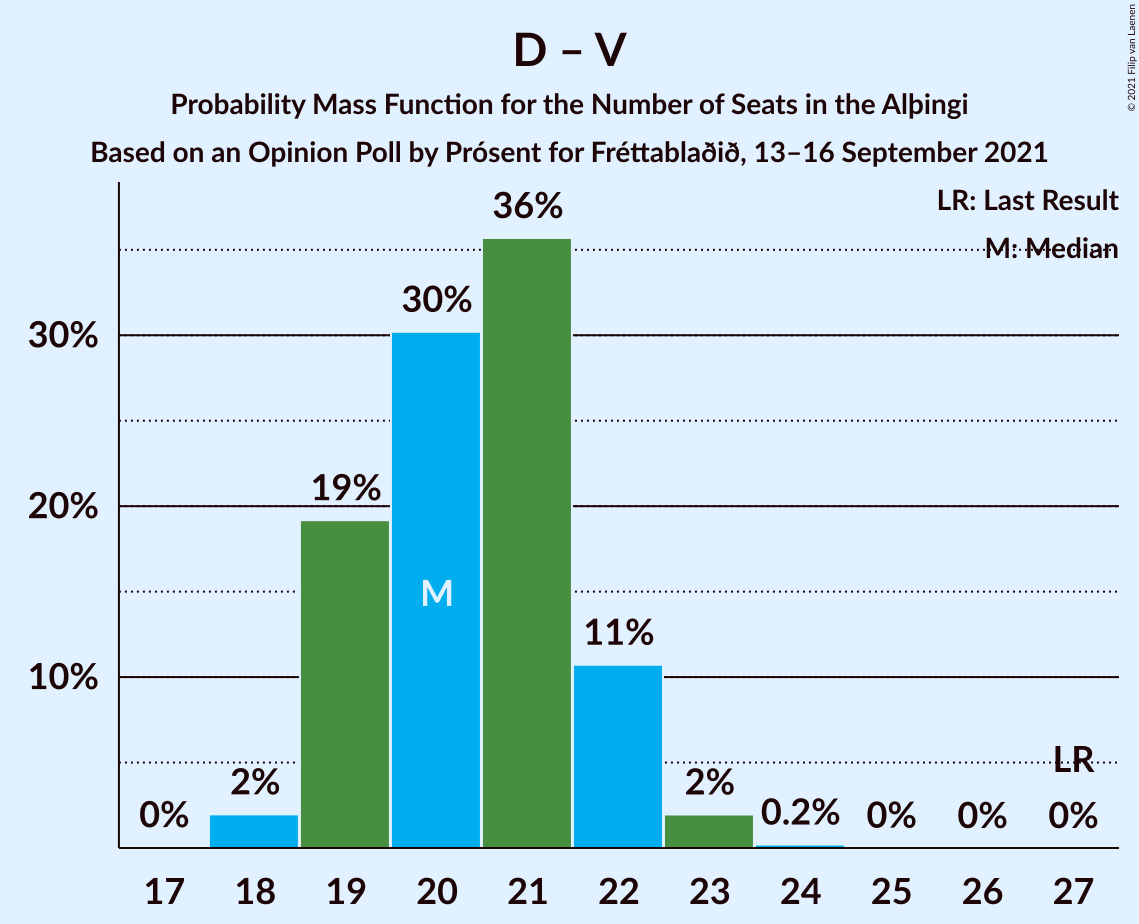 D – V
Probability Mass Function for the Number of Seats in the Alþingi
Based on an Opinion Poll by Prósent for Fréttablaðið, 13–16 September 2021
© 2021 Filip van Laenen
LR: Last Result
M: Median
36%
30%
30%
19%
20%
M
11%
10%
LR
2%
2%
0%
0.2%
0%
0%
0%
17 18 19 20 21 22 23 24 25 26 27